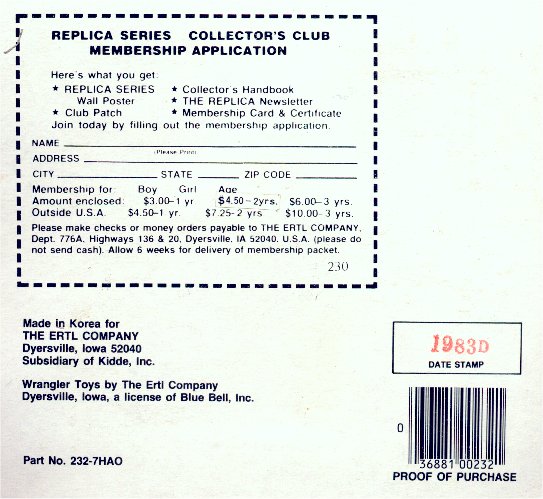 REPLICA SERIES COLLECTOR'S CLUB
MEMBERSHIP APPLICATION
Here's what you get:
★ REPLICA SERIES ★ Collector's Handbook
Wall Poster ★ THE REPLICA Newsletter
★ Club Patch ★ Membership Card & Certificate
Join today by filling out the membership application.
NAME
(Please Print)
ADDRESS
CITY STATE ZIP CODE
Membership for: Boy Girl Age
Amount enclosed: $3.00–1 yr. $4.50–2 yrs. $6.00–3 yrs.
Outside U.S.A. $4.50–1 yr. $7.25–2 yrs $10.00–3 yrs.
Please make checks or money orders payable to THE ERTL COMPANY,
Dept. 776A, Highways 136 & 20, Dyersville, IA 52040. U.S.A. (please do
not send cash). Allow 6 weeks for delivery of membership packet.
230
Made in Korea for
THE ERTL COMPANY
Dyersville, Iowa 52040
Subsidiary of Kidde, Inc.
1983D
DATE STAMP
Wrangler Toys by The Ertl Company
Dyersville, Iowa, a license of Blue Bell, Inc.
0 36881 00232
PROOF OF PURCHASE
Part No. 232-7HAO